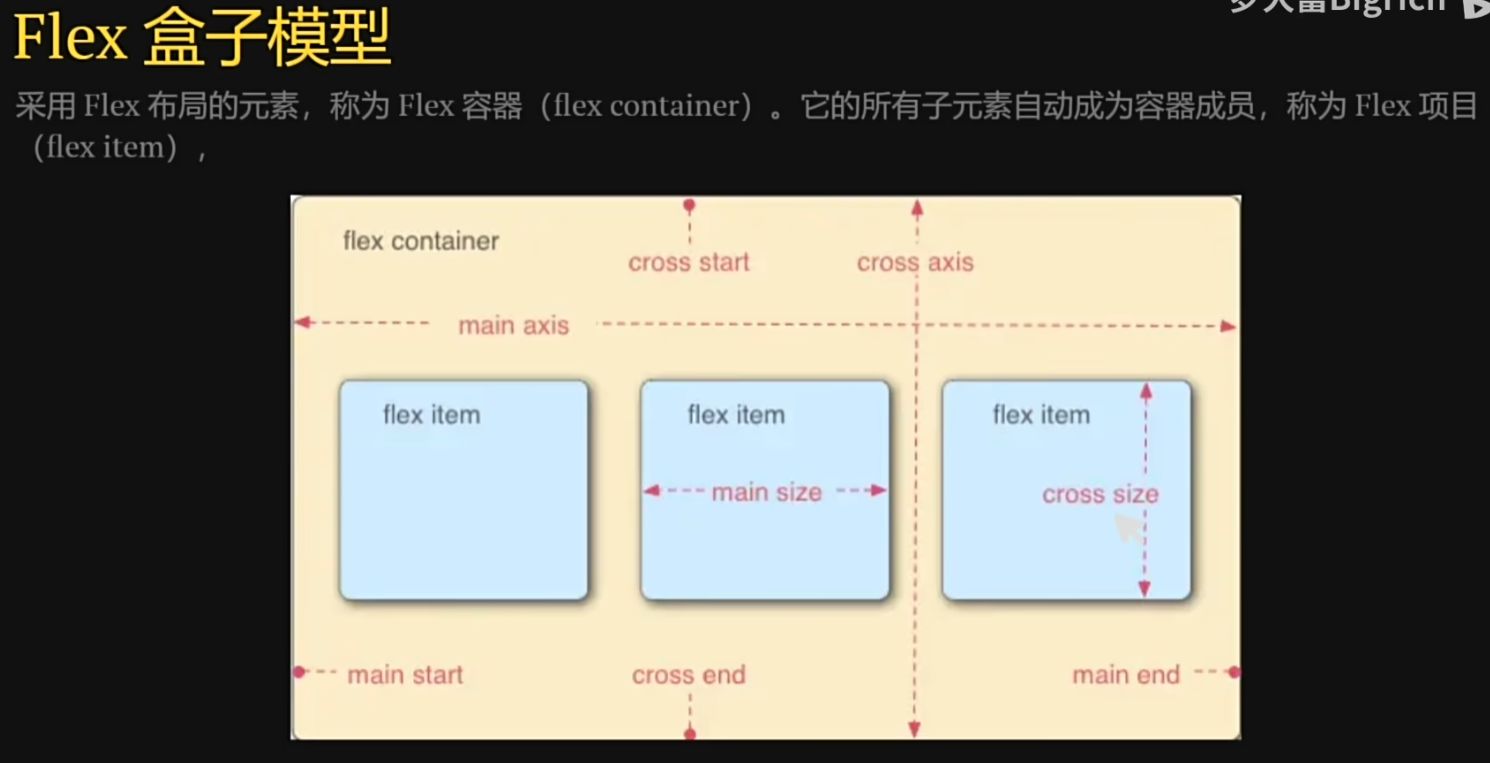 Flex 盒子模型
采用 Flex 布局的元素，称为 Flex 容器（flex container）。它的所有子元素自动成为容器成员，称为 Flex 项目
（flex item），
flex container
cross start
cross axis
main axis
flex item
flex item
flex item
main size
cross size
main start
cross end
main end